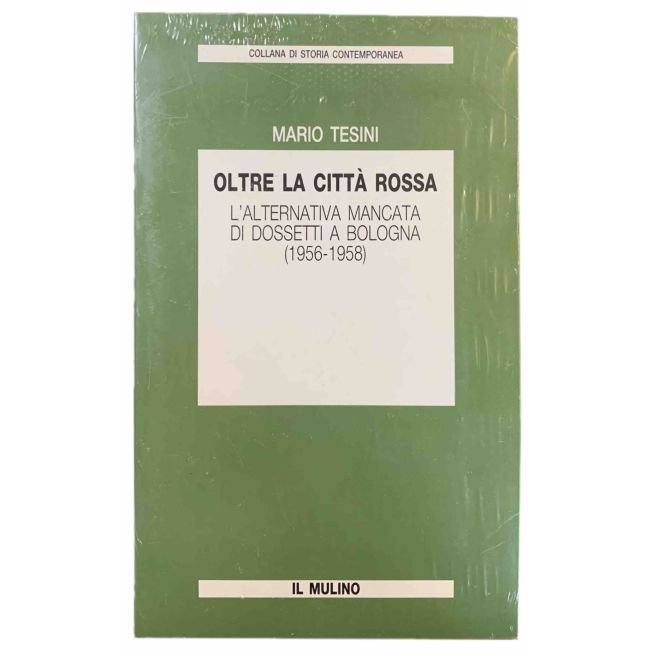 COLLANA DI STORIA CONTEMPORANEA
MARIO TESINI
OLTRE LA CITTÀ ROSSA
L'ALTERNATIVA MANCATA
DI DOSSETTI A BOLOGNA
(1956-1958)
IL MULINO